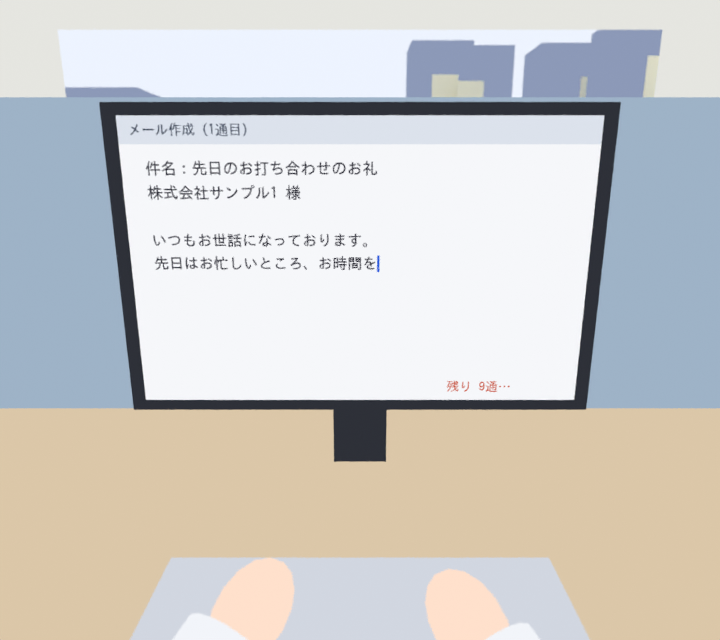 メール作成（1通目）
件名：先日のお打ち合わせのお礼
株式会社サンプル1 様
いつもお世話になっております。
先日はお忙しいところ、お時間を
残り 9通…